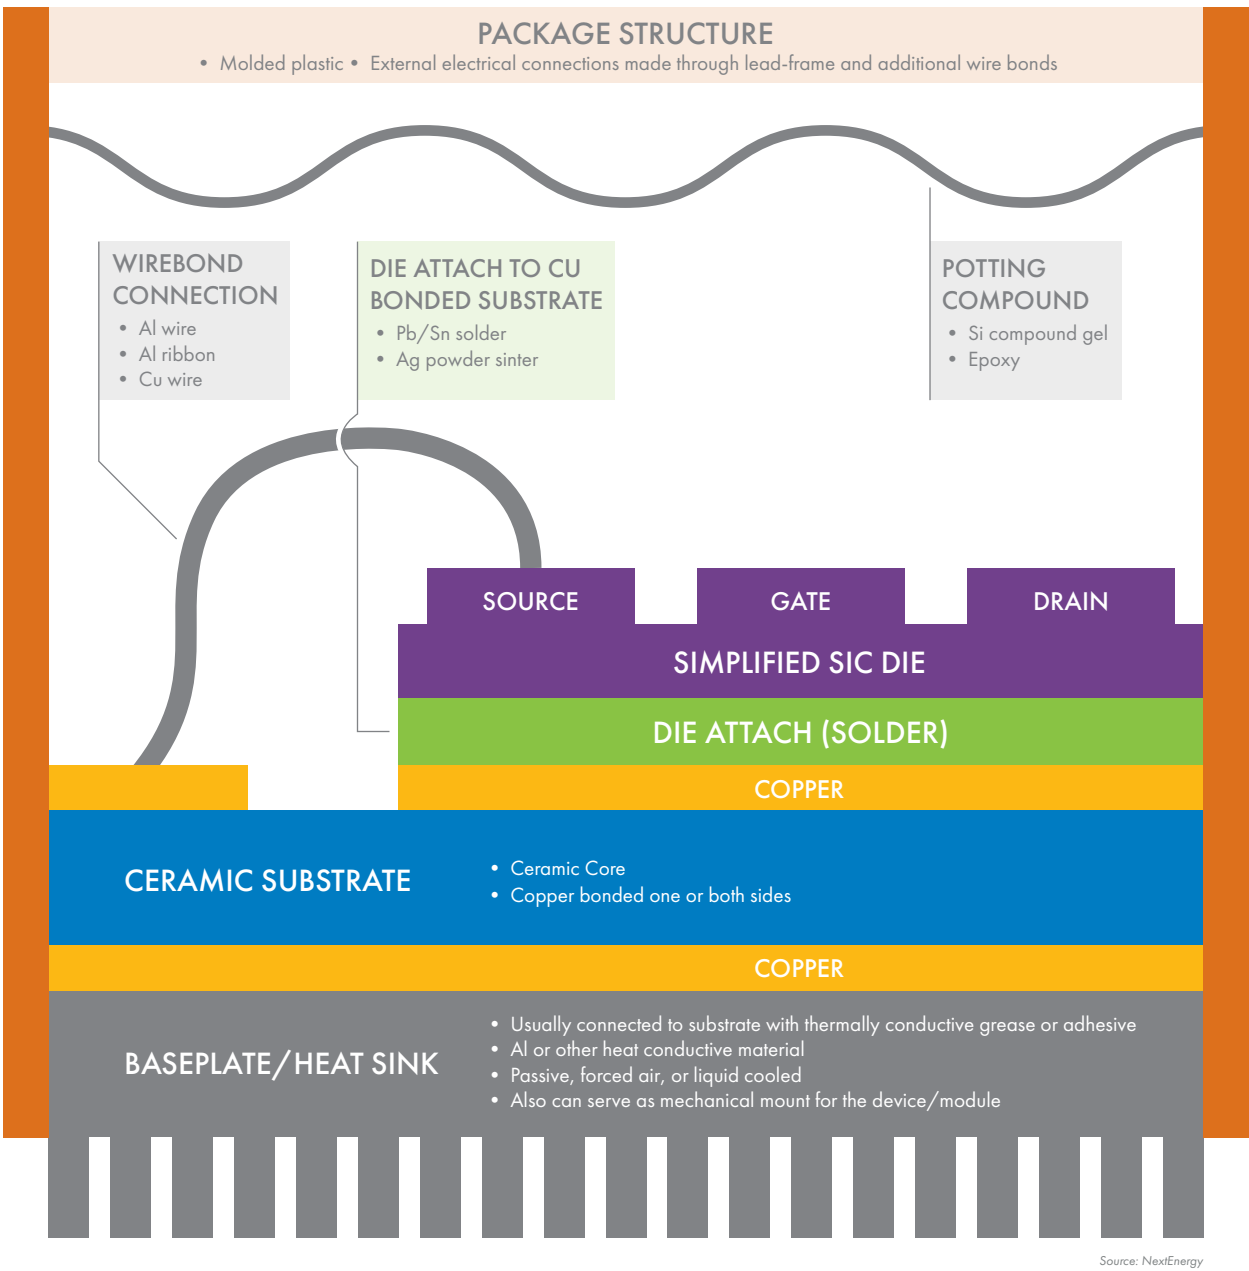 PACKAGE STRUCTURE
• Molded plastic • External electrical connections made through lead-frame and additional wire bonds
WIREBOND
CONNECTION
• Al wire
• Al ribbon
• Cu wire
DIE ATTACH TO CU
BONDED SUBSTRATE
• Pb/Sn solder
• Ag powder sinter
POTTING
COMPOUND
• Si compound gel
• Epoxy
SOURCE
GATE
DRAIN
SIMPLIFIED SIC DIE
DIE ATTACH (SOLDER)
COPPER
CERAMIC SUBSTRATE
• Ceramic Core
• Copper bonded one or both sides
COPPER
BASEPLATE/HEAT SINK
• Usually connected to substrate with thermally conductive grease or adhesive
• Al or other heat conductive material
• Passive, forced air, or liquid cooled
• Also can serve as mechanical mount for the device/module
Source: NextEnergy